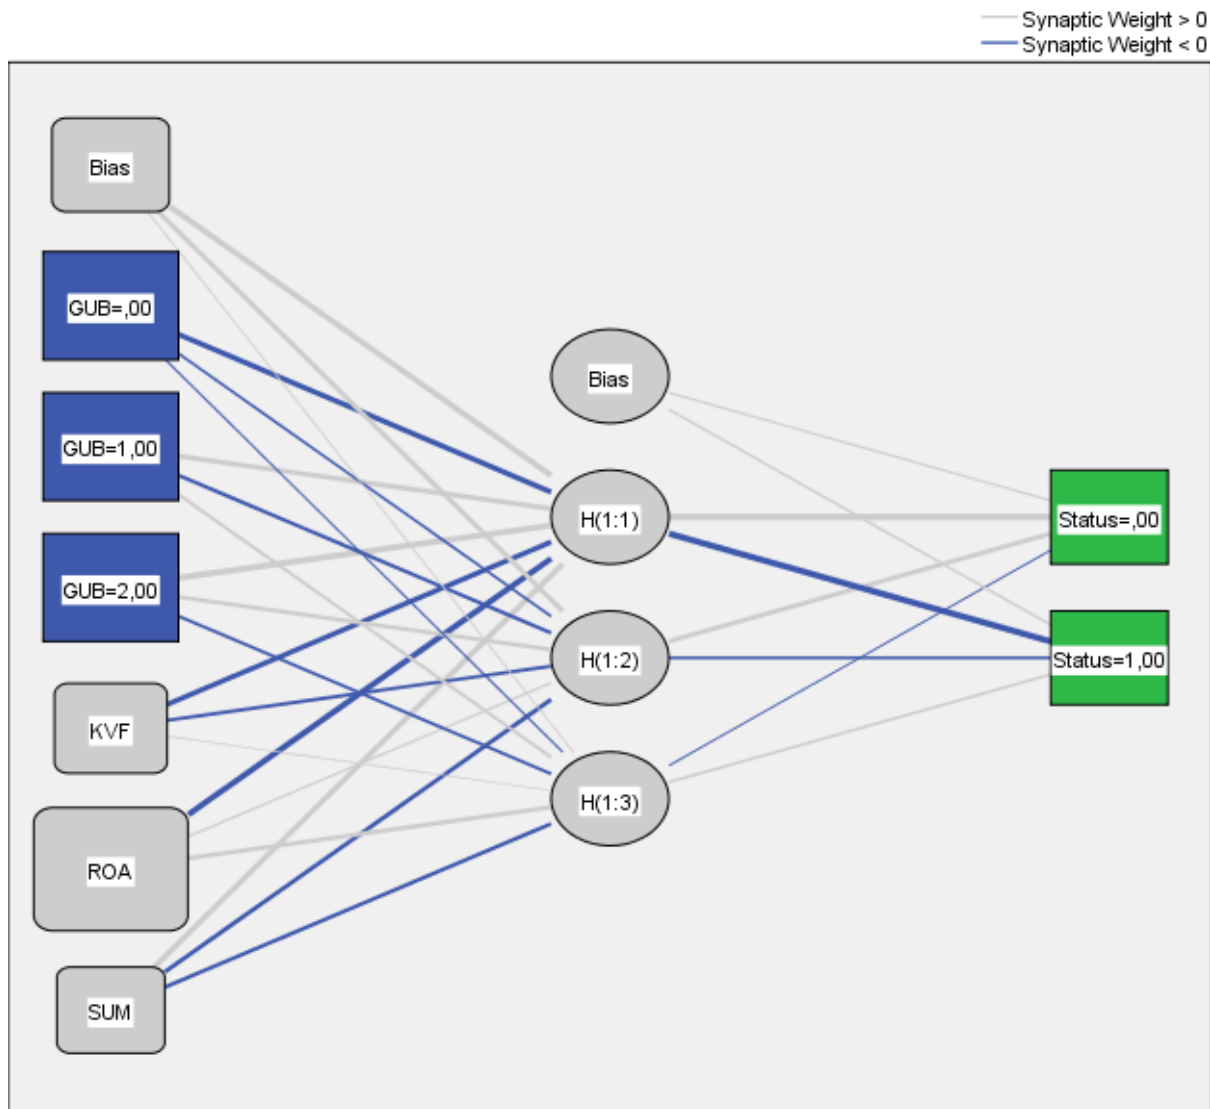 Synaptic Weight > 0
Synaptic Weight < 0
Bias
GUB=,00
GUB=1,00
GUB=2,00
KVF
ROA
SUM
Bias
H(1:1)
H(1:2)
H(1:3)
Status=,00
Status=1,00